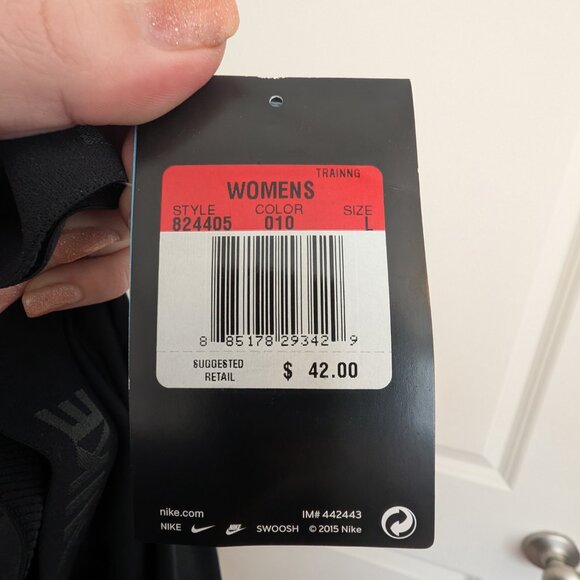 TRAINNG
WOMENS
STYLE COLOR SIZE
824405 010 L
8 85178 29342 9
SUGGESTED RETAIL $ 42.00
nike.com IM# 442443
NIKE SWOOSH © 2015 Nike